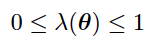 0 ≤ λ(𝜽) ≤ 1